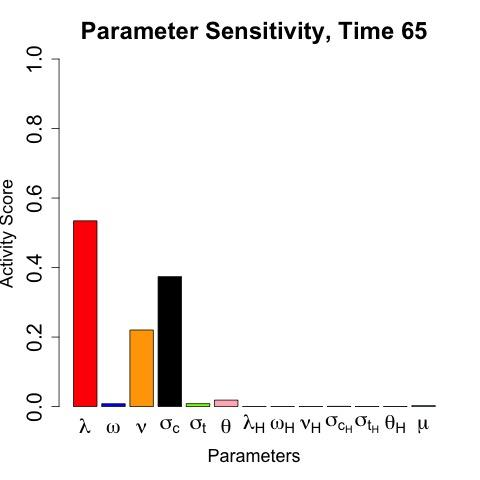 Parameter Sensitivity, Time 65
1.0
0.8
0.6
0.4
0.2
0.0
Activity Score
λ ω ν σc σt θ λH ωH νH σcH σtH θH μ
Parameters